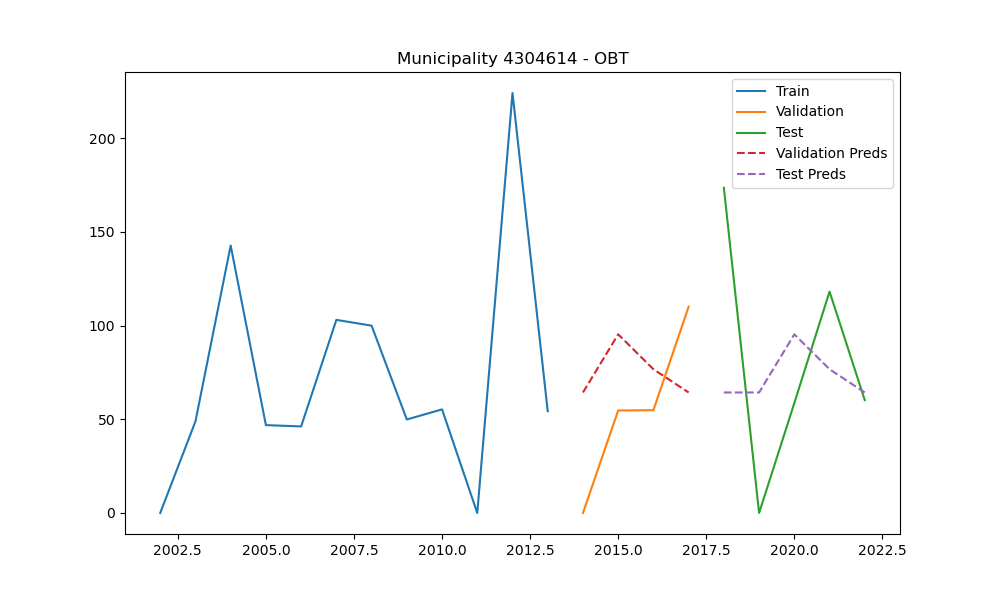 Municipality 4304614 - OBT
Train
Validation
Test
Validation Preds
Test Preds
200
150
100
50
0
2002.5 2005.0 2007.5 2010.0 2012.5 2015.0 2017.5 2020.0 2022.5